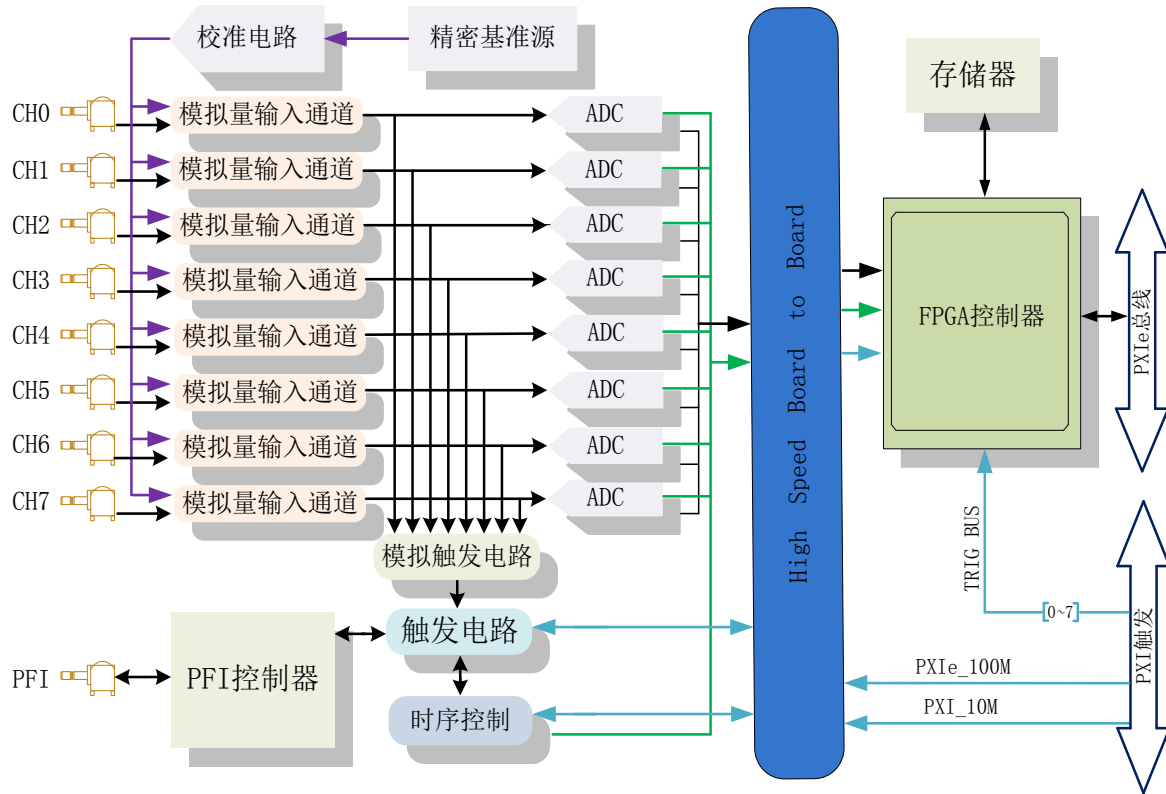 校准电路
精密基准源
存储器
CH0
模拟量输入通道
ADC
CH1
模拟量输入通道
ADC
CH2
模拟量输入通道
ADC
CH3
模拟量输入通道
ADC
CH4
模拟量输入通道
ADC
CH5
模拟量输入通道
ADC
CH6
模拟量输入通道
ADC
CH7
模拟量输入通道
ADC
High Speed Board to Board
FPGA控制器
PXIe总线
模拟触发电路
触发电路
时序控制
PFI
PFI控制器
TRIG BUS
[0~7]
PXI触发
PXIe_100M
PXI_10M